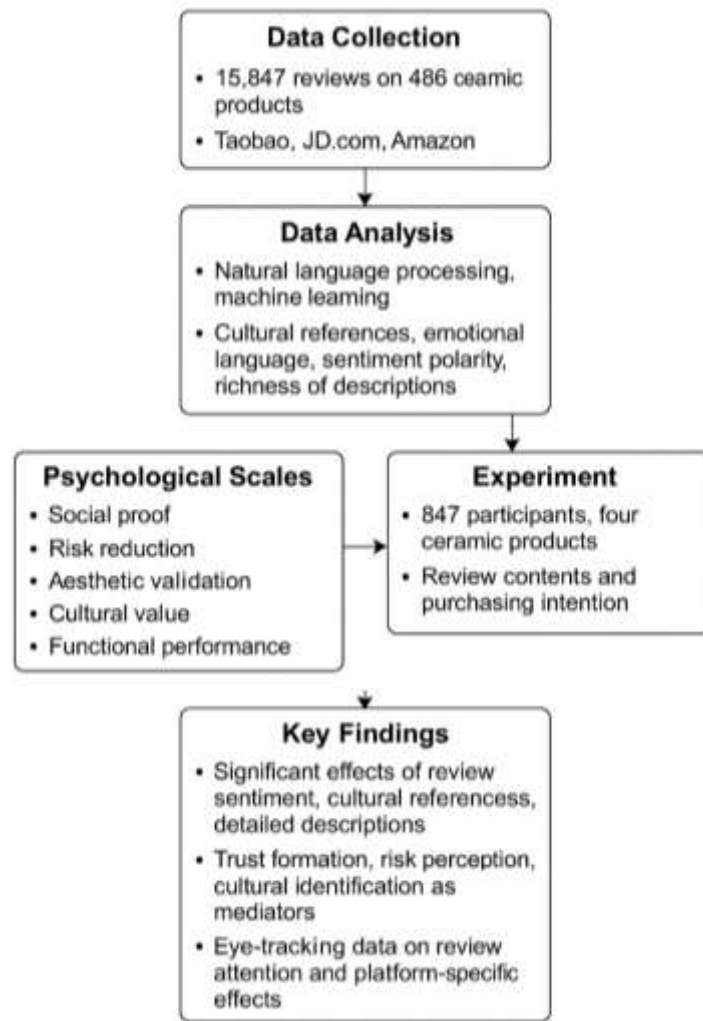 Data Collection
• 15,847 reviews on 486 ceamic
products
• Taobao, JD.com, Amazon
Data Analysis
• Natural language processing,
machine leaming
• Cultural references, emotional
language, sentiment polarity,
richness of descriptions
Psychological Scales
• Social proof
• Risk reduction
• Aesthetic validation
• Cultural value
• Functional performance
Experiment
• 847 participants, four
ceramic products
• Review contents and
purchasing intention
Key Findings
• Significant effects of review
sentiment, cultural referencess,
detailed descriptions
• Trust formation, risk perception,
cultural identification as
mediators
• Eye-tracking data on review
attention and platform-specific
effects